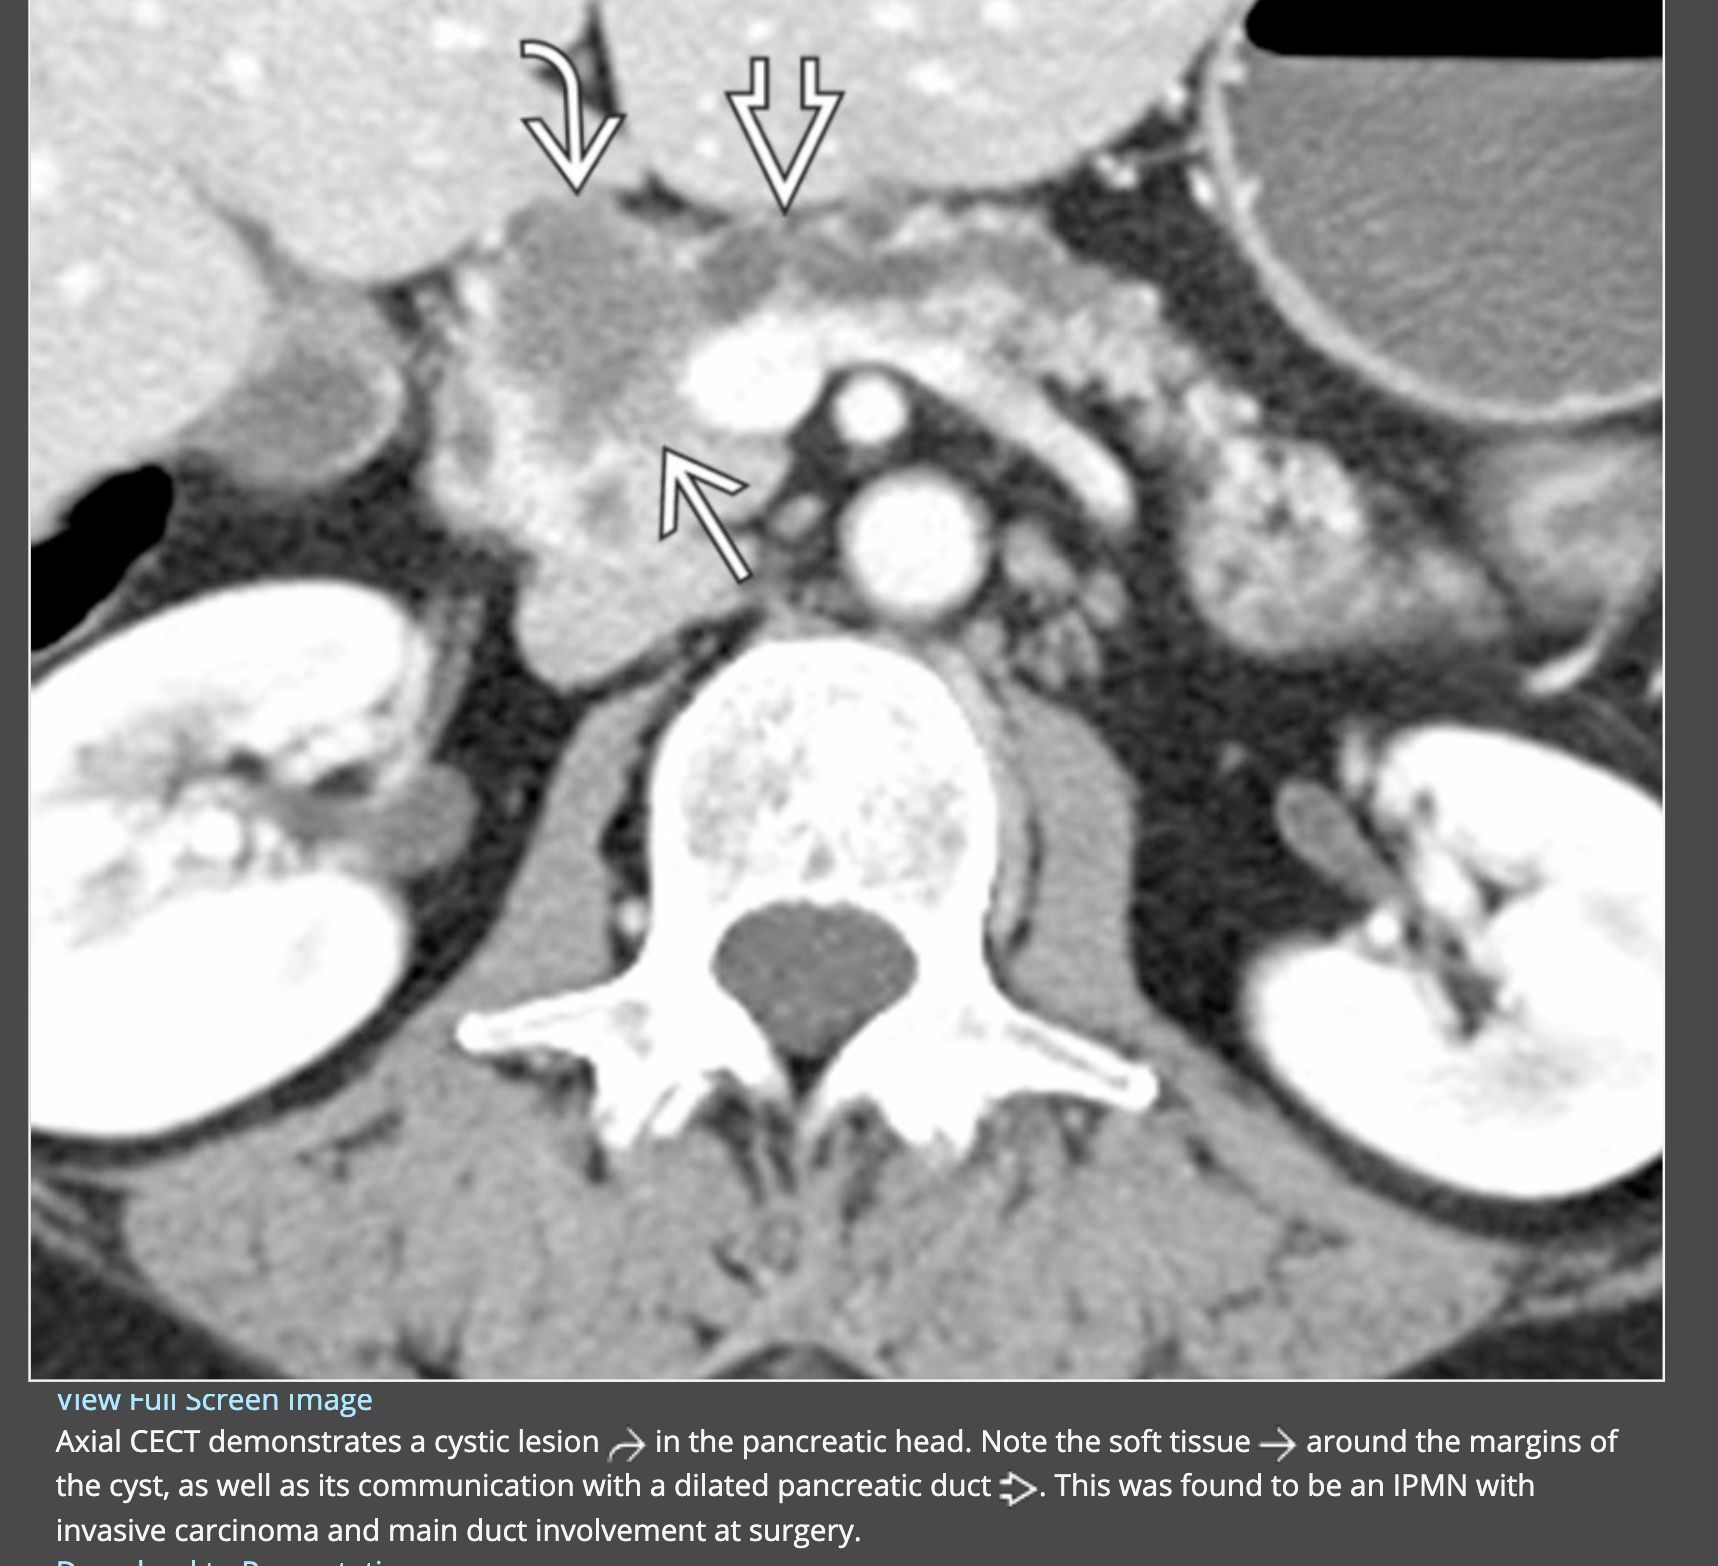 View Full Screen Image
Axial CECT demonstrates a cystic lesion in the pancreatic head. Note the soft tissue around the margins of
the cyst, as well as its communication with a dilated pancreatic duct. This was found to be an IPMN with
invasive carcinoma and main duct involvement at surgery.